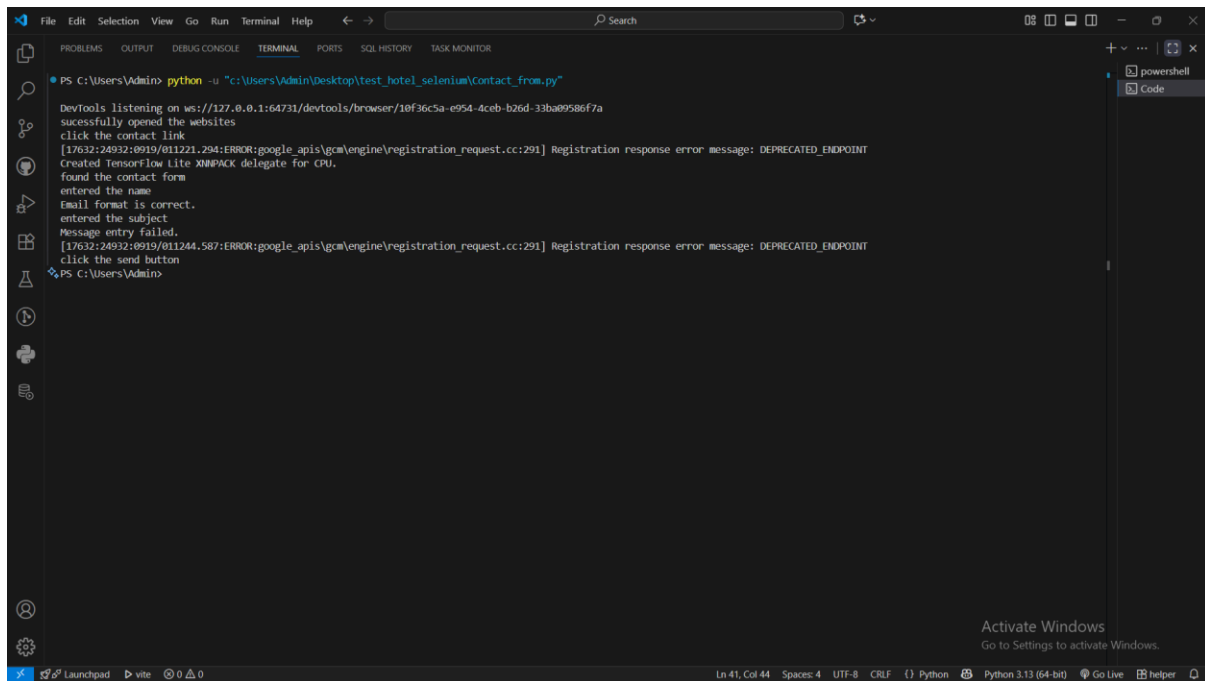 File Edit Selection View Go Run Terminal Help
Search
PROBLEMS OUTPUT DEBUG CONSOLE TERMINAL PORTS SQL HISTORY TASK MONITOR
powershell
Code
PS C:\Users\Admin> python -u "c:\Users\Admin\Desktop\test_hotel_selenium\Contact_from.py"
DevTools listening on ws://127.0.0.1:64731/devtools/browser/10f36c5a-e954-4ceb-b26d-33ba09586f7a
sucessfully opened the websites
click the contact link
[17632:24932:0919/011221.294:ERROR:google_apis\gcm\engine\registration_request.cc:291] Registration response error message: DEPRECATED_ENDPOINT
Created TensorFlow Lite XNNPACK delegate for CPU.
found the contact form
entered the name
Email format is correct.
entered the subject
Message entry failed.
[17632:24932:0919/011244.587:ERROR:google_apis\gcm\engine\registration_request.cc:291] Registration response error message: DEPRECATED_ENDPOINT
click the send button
PS C:\Users\Admin>
Activate Windows
Go to Settings to activate Windows.
Launchpad vite 0 0 Ln 41, Col 44 Spaces: 4 UTF-8 CRLF {} Python Python 3.13 (64-bit) Go Live helper